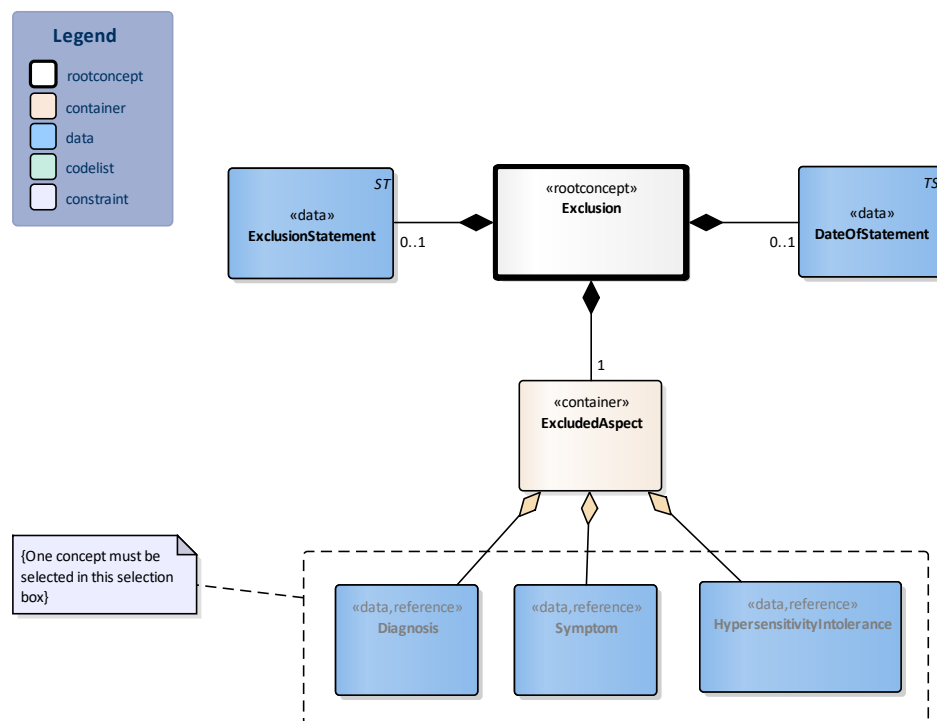 Legend
rootconcept
container
data
codelist
constraint
ST
«data»
ExclusionStatement
0..1
«rootconcept»
Exclusion
TS
«data»
DateOfStatement
0..1
1
«container»
ExcludedAspect
{One concept must be
selected in this selection
box}
«data,reference»
Diagnosis
«data,reference»
Symptom
«data,reference»
HypersensitivityIntolerance